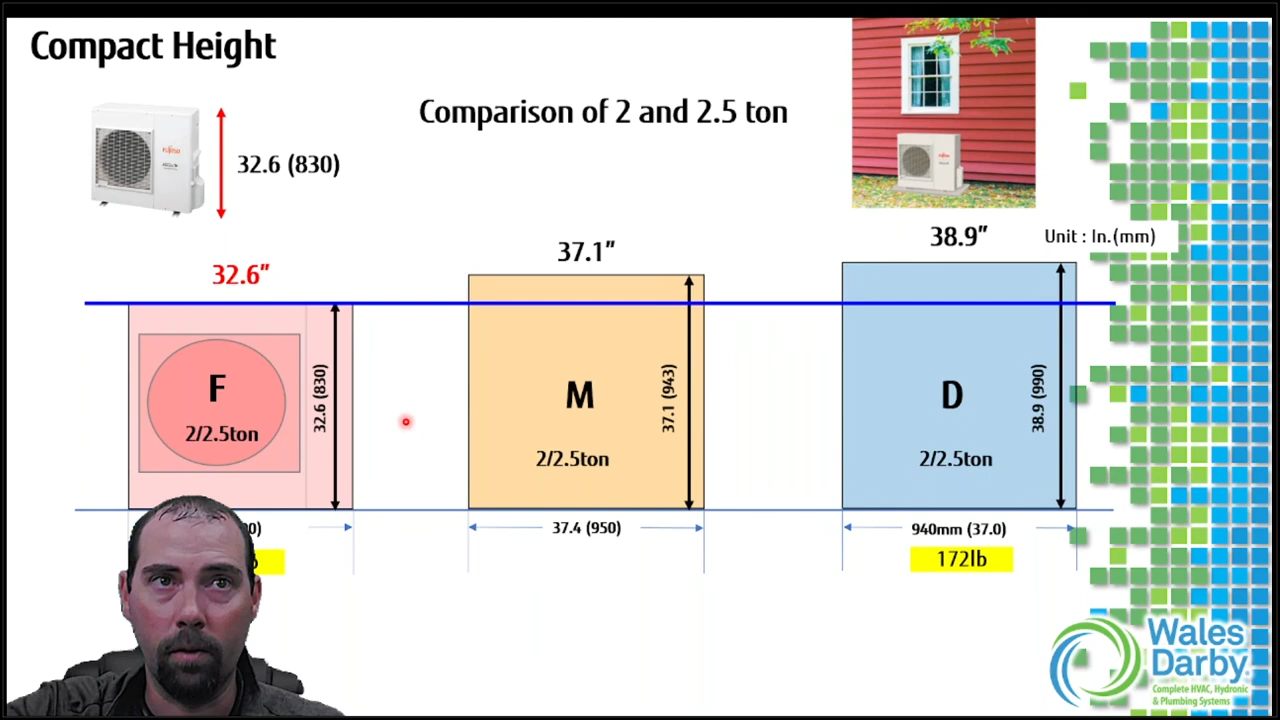 Compact Height
Comparison of 2 and 2.5 ton
FUJITSU
32.6 (830)
38.9”
Unit : In.(mm)
37.1”
32.6”
F
2/2.5ton
32.6 (830)
M
2/2.5ton
37.1 (943)
D
2/2.5ton
38.9 (990)
37.4 (950)
940mm (37.0)
172lb
Wales
Darby
Complete HVAC, Hydronic
& Plumbing Systems